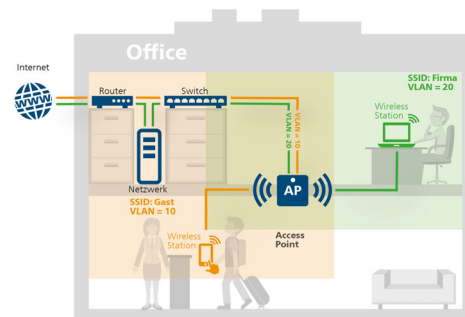 Office
Internet
WWW
Router
Switch
SSID: Firma
VLAN = 20
Wireless
Station
VLAN = 20
VLAN = 10
Netzwerk
SSID: Gast
VLAN = 10
AP
Wireless
Station
Access
Point